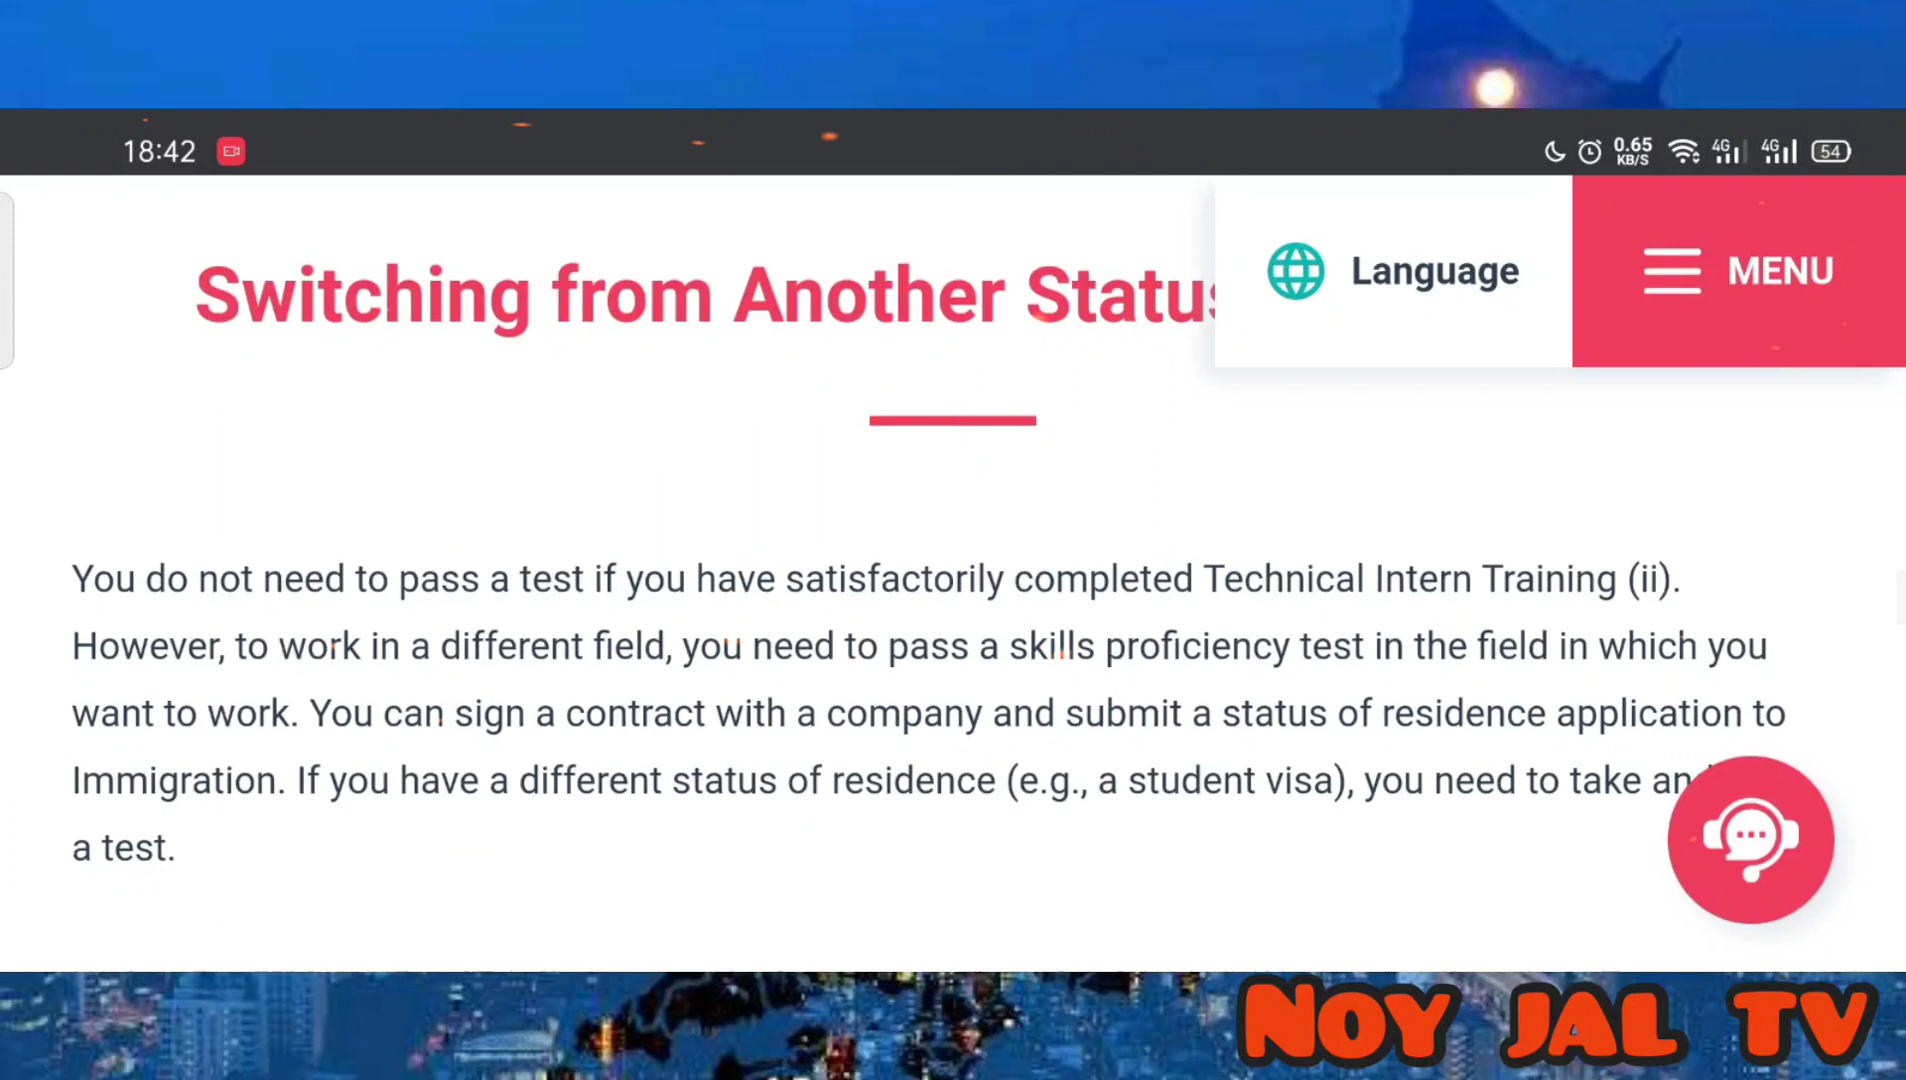 18:42
0.65 KB/S 4G 4G 54
Switching from Another Status
Language
MENU
You do not need to pass a test if you have satisfactorily completed Technical Intern Training (ii).
However, to work in a different field, you need to pass a skills proficiency test in the field in which you
want to work. You can sign a contract with a company and submit a status of residence application to
Immigration. If you have a different status of residence (e.g., a student visa), you need to take
a test.
NOY JAL TV